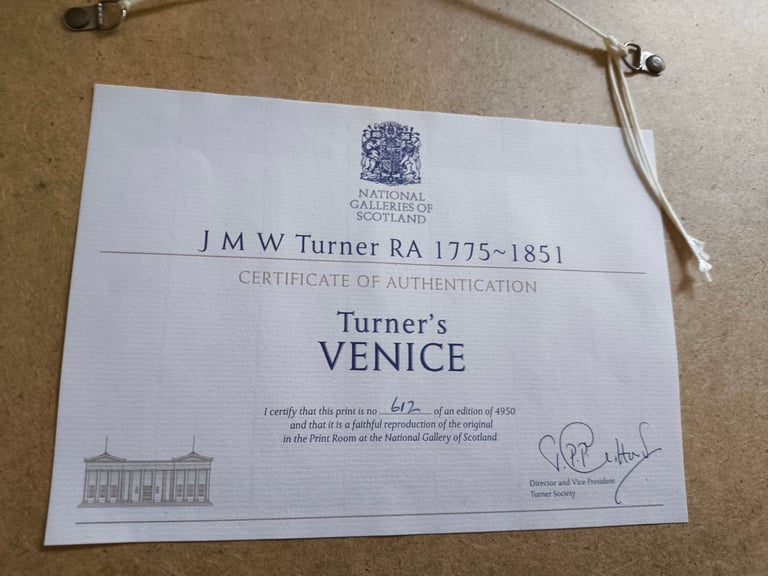 NATIONAL
GALLERIES OF
SCOTLAND
J M W Turner RA 1775~1851
CERTIFICATE OF AUTHENTICATION
Turner's
VENICE
I certify that this print is no 612 of an edition of 4950
and that it is a faithful reproduction of the original
in the Print Room at the National Gallery of Scotland
Director and Vice President
Turner Society